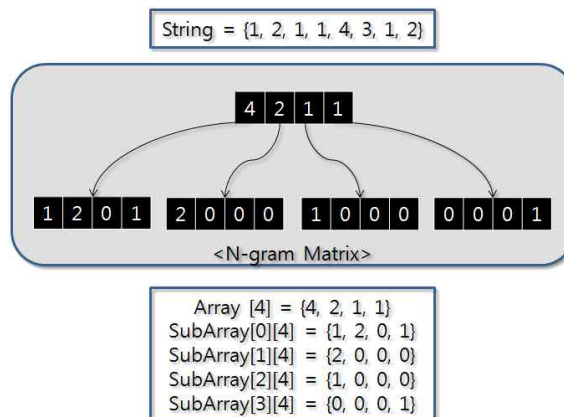 String = {1, 2, 1, 1, 4, 3, 1, 2}
4 2 1 1
1 2 0 1 2 0 0 0 1 0 0 0 0 0 0 1
<N-gram Matrix>
Array [4] = {4, 2, 1, 1}
SubArray[0][4] = {1, 2, 0, 1}
SubArray[1][4] = {2, 0, 0, 0}
SubArray[2][4] = {1, 0, 0, 0}
SubArray[3][4] = {0, 0, 0, 1}